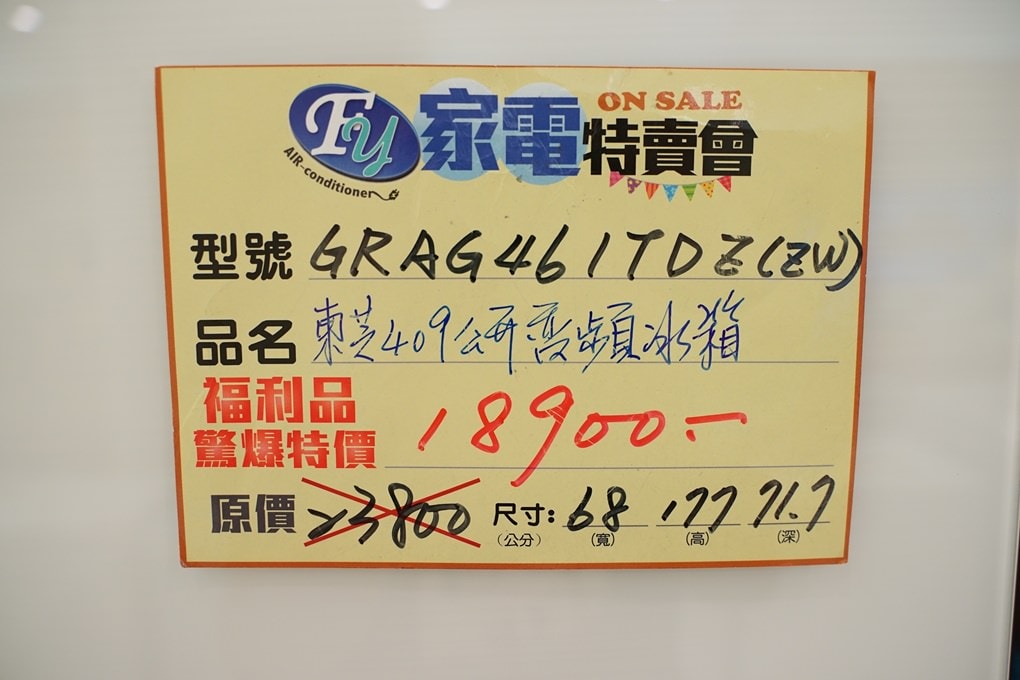 Fy 家電特賣會 ON SALE
AIR-conditioner
型號 GRAG461TDZ(ZW)
品名 東芝409公升變頻冰箱
福利品
驚爆特價 18900.-
原價 23800 尺寸: 68 177 71.7
(公分) (寬) (高) (深)